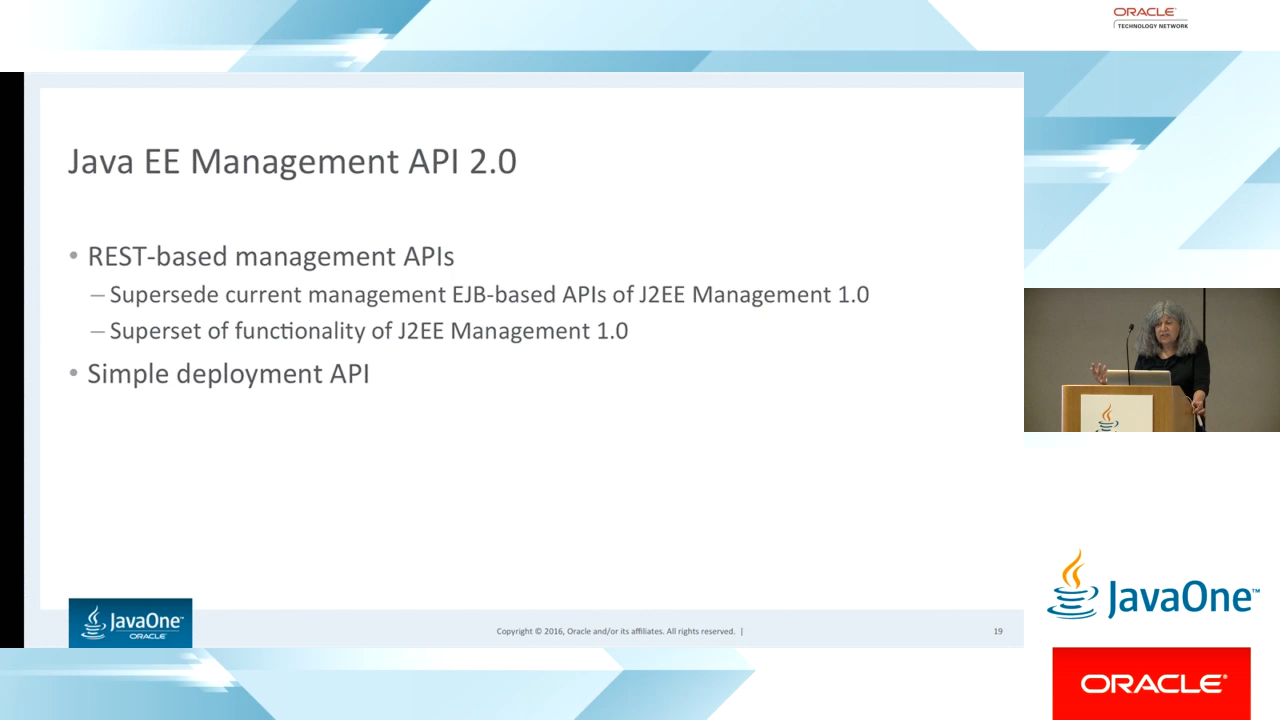 ORACLE
TECHNOLOGY NETWORK
Java EE Management API 2.0
• REST-based management APIs
– Supersede current management EJB-based APIs of J2EE Management 1.0
– Superset of functionality of J2EE Management 1.0
• Simple deployment API
JavaOne™
ORACLE
Copyright © 2016, Oracle and/or its affiliates. All rights reserved. |
19
JavaOne™
ORACLE®